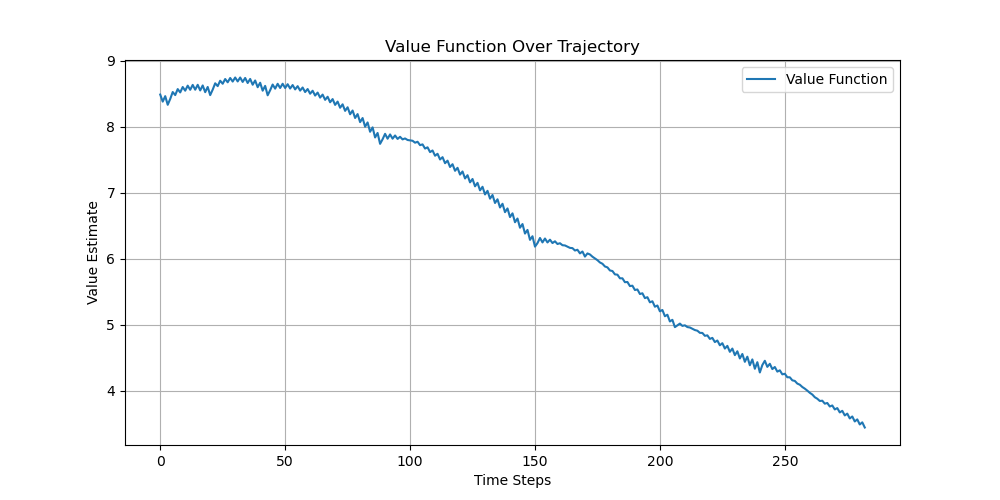 Value Function Over Trajectory
Value Function
9
8
7
6
5
4
Value Estimate
0 50 100 150 200 250
Time Steps